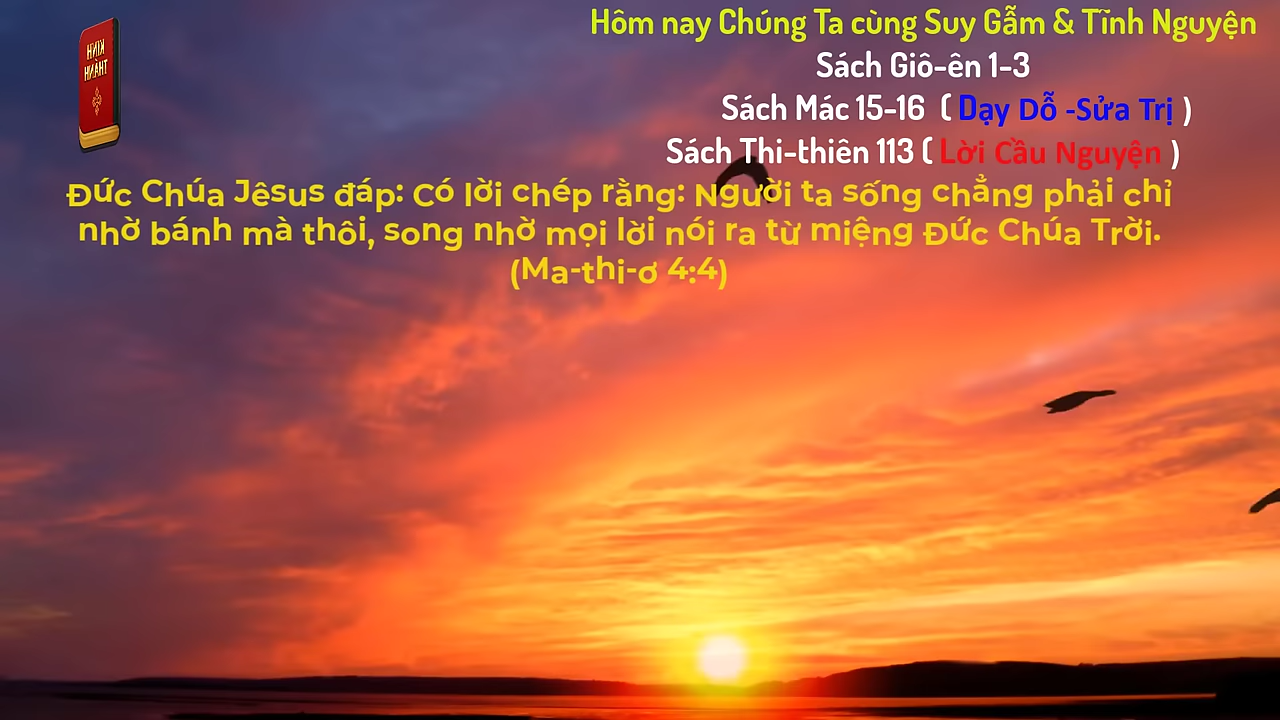 KINH
THÁNH
Hôm nay Chúng Ta cùng Suy Gẫm & Tĩnh Nguyện
Sách Giô-ên 1-3
Sách Mác 15-16 ( Dạy Dỗ -Sửa Trị )
Sách Thi-thiên 113 ( Lời Cầu Nguyện )
Đức Chúa Jêsus đáp: Có lời chép rằng: Người ta sống chẳng phải chỉ
nhờ bánh mà thôi, song nhờ mọi lời nói ra từ miệng Đức Chúa Trời.
(Ma-thi-ơ 4:4)